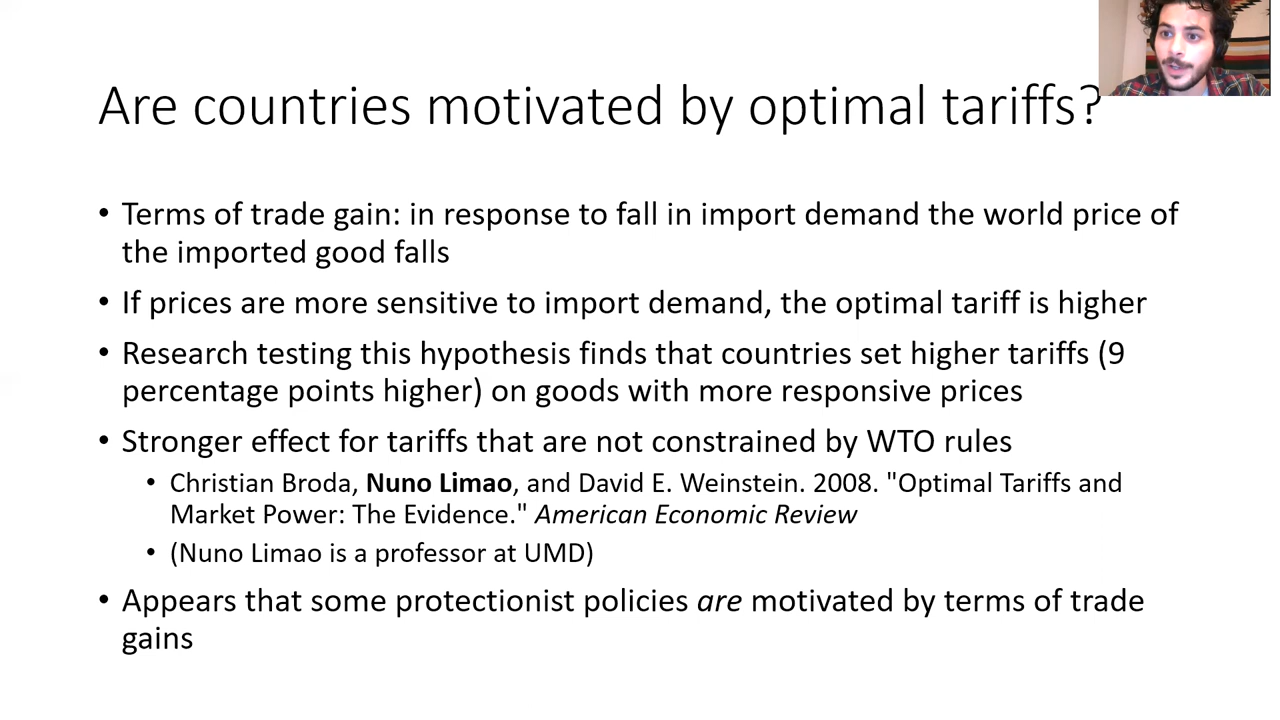 Are countries motivated by optimal tariffs?
• Terms of trade gain: in response to fall in import demand the world price of
the imported good falls
• If prices are more sensitive to import demand, the optimal tariff is higher
• Research testing this hypothesis finds that countries set higher tariffs (9
percentage points higher) on goods with more responsive prices
• Stronger effect for tariffs that are not constrained by WTO rules
• Christian Broda, Nuno Limao, and David E. Weinstein. 2008. "Optimal Tariffs and
Market Power: The Evidence." American Economic Review
• (Nuno Limao is a professor at UMD)
• Appears that some protectionist policies are motivated by terms of trade
gains